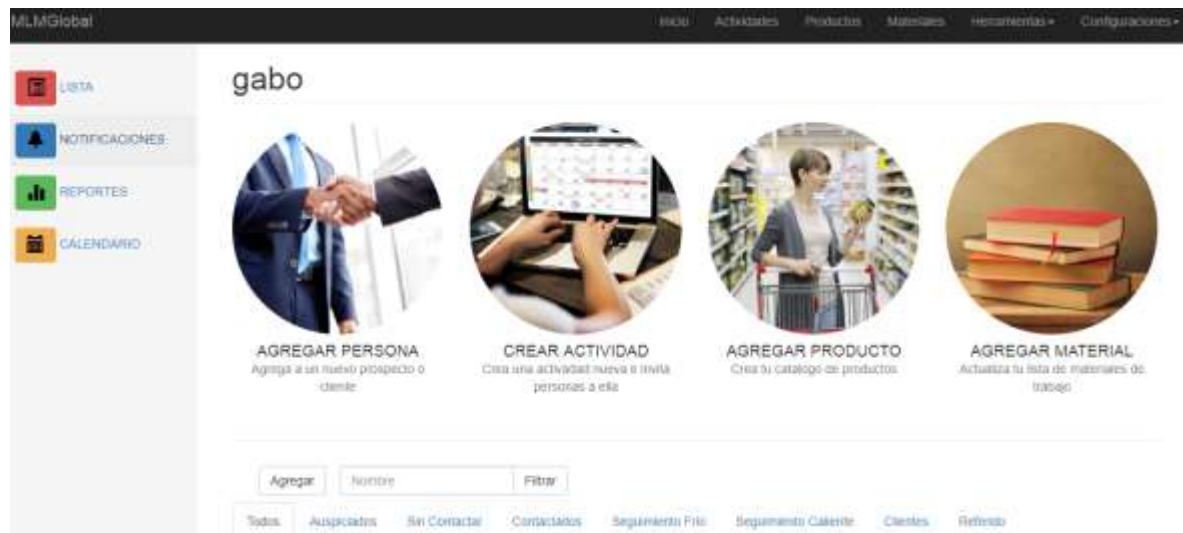 MLMGlobal
Inicio Actividades Productos Materiales Herramientas Configuraciones
LISTA
NOTIFICACIONES
REPORTES
CALENDARIO
gabo
AGREGAR PERSONA
Agrega a un nuevo prospecto o
cliente
CREAR ACTIVIDAD
Crea una actividad nueva e invita
personas a ella
AGREGAR PRODUCTO
Crea tu catalogo de productos
AGREGAR MATERIAL
Actualiza tu lista de materiales de
trabajo
Agregar Nombre Filtrar
Todos Auspiciados Sin Contactar Contactados Seguimiento Frio Seguimiento Caliente Clientes Referido